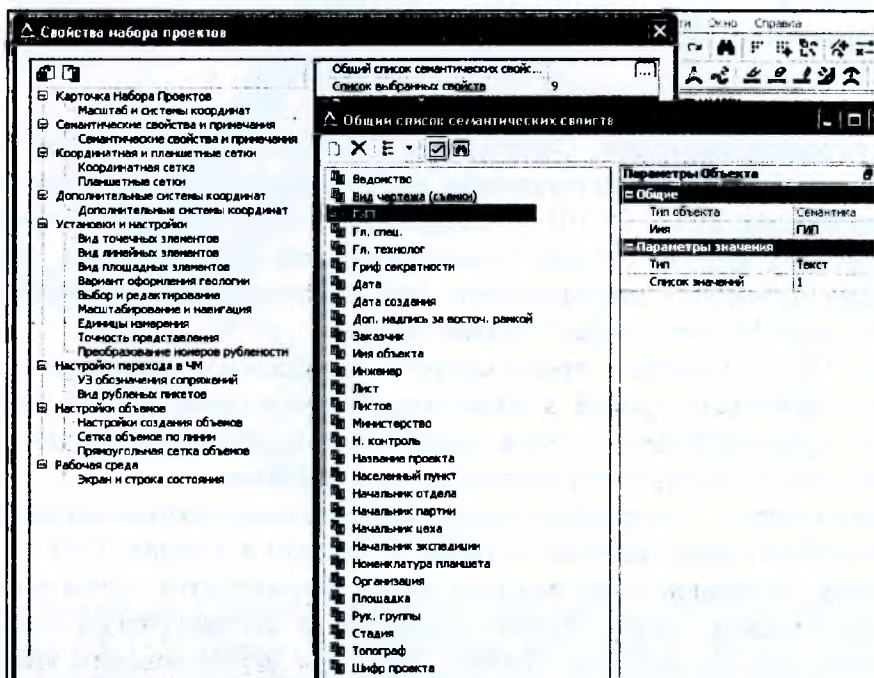 Свойства набора проектов
Карточка Набора Проектов
Масштаб и системы координат
Семантические свойства и примечания
Семантические свойства и примечания
Координатная и планшетные сетки
Координатная сетка
Планшетные сетки
Дополнительные системы координат
Дополнительные системы координат
Установки и настройки
Вид точечных элементов
Вид линейных элементов
Вид площадных элементов
Вариант оформления геологии
Выбор и редактирование
Масштабирование и навигация
Единицы измерения
Точность представления
Преобразование номеров рублености
Настройки перехода в ЧМ
УЗ обозначения сопряжений
Вид рубленых пикетов
Настройки объемов
Настройки создания объемов
Сетка объемов по линии
Прямоугольная сетка объемов
Рабочая среда
Экран и строка состояния
Общий список семантических свойс...
Список выбранных свойств 9
Окно Справка
Общий список семантических свойств
Ведомство
Вид чертежа (съемки)
ГИП
Гл. спец.
Гл. технолог
Гриф секретности
Дата
Дата создания
Доп. надпись за восточ. рамкой
Заказчик
Имя объекта
Инженер
Лист
Листов
Министерство
Н. контроль
Название проекта
Населенный пункт
Начальник отдела
Начальник партии
Начальник цеха
Начальник экспедиции
Номенклатура планшета
Организация
Площадка
Рук. группы
Стадия
Топограф
Шифр проекта
Параметры Объекта
Общие
Тип объекта Семантика
Имя ГИП
Параметры значения
Тип Текст
Список значений 1